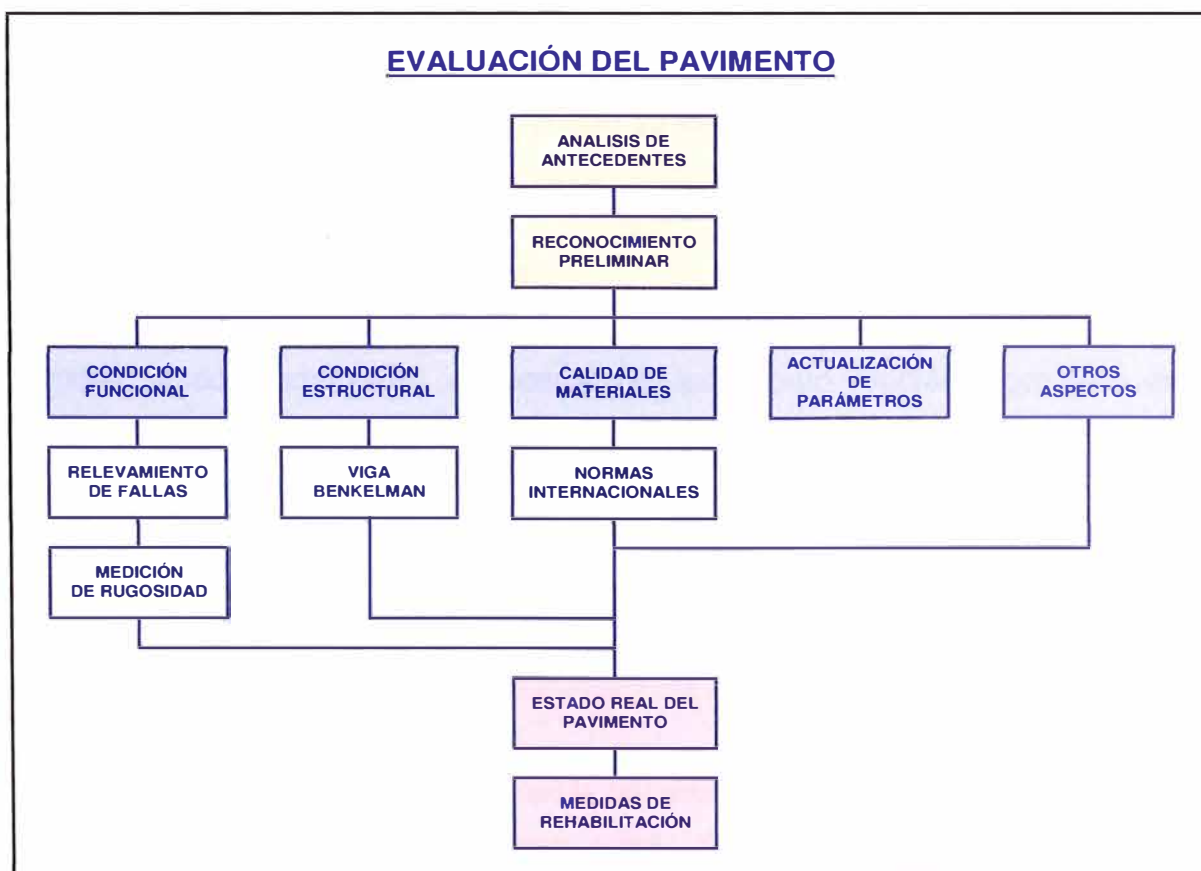 EVALUACIÓN DEL PAVIMENTO
ANALISIS DE
ANTECEDENTES
RECONOCIMIENTO
PRELIMINAR
CONDICIÓN
FUNCIONAL
CONDICIÓN
ESTRUCTURAL
CALIDAD DE
MATERIALES
ACTUALIZACIÓN
DE
PARÁMETROS
OTROS
ASPECTOS
RELEVAMIENTO
DE FALLAS
VIGA
BENKELMAN
NORMAS
INTERNACIONALES
MEDICIÓN
DE RUGOSIDAD
ESTADO REAL DEL
PAVIMENTO
MEDIDAS DE
REHABILITACIÓN